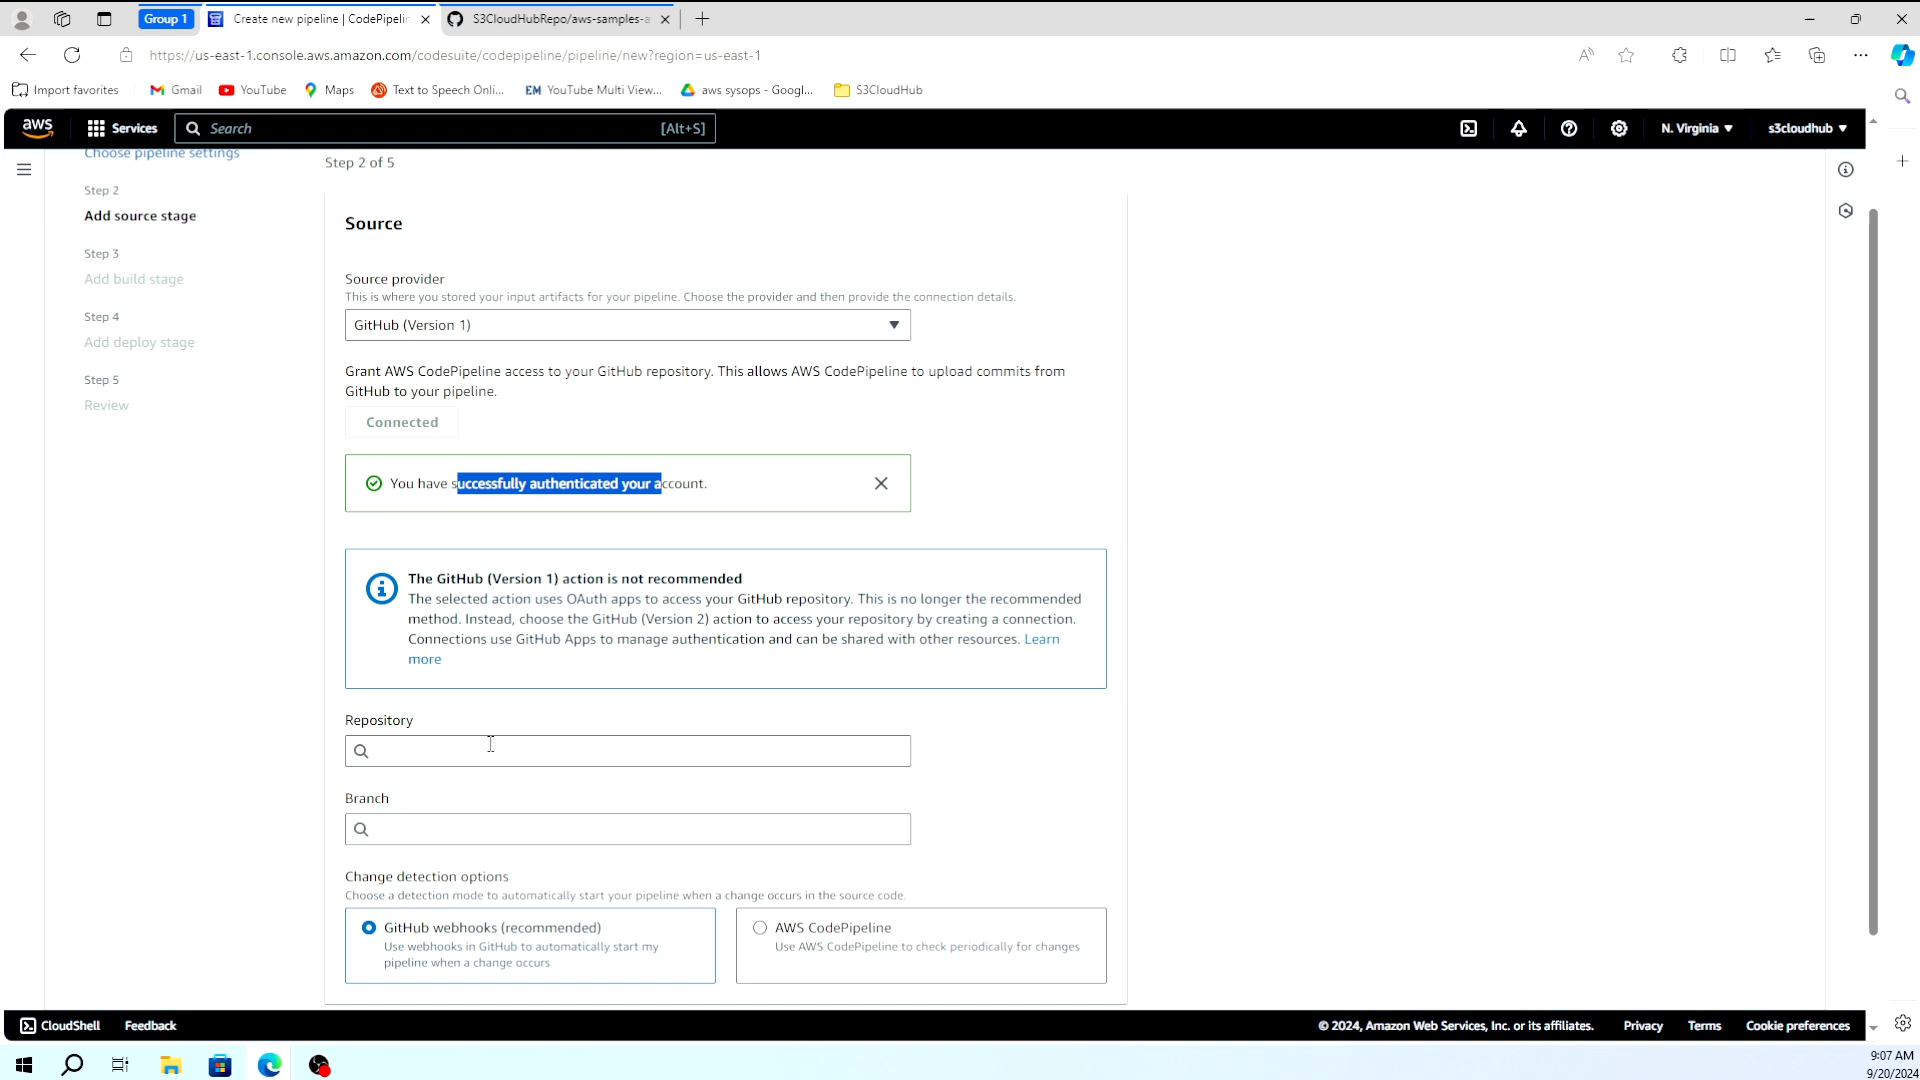 Group 1
Create new pipeline | CodePipelin
S3CloudHubRepo/aws-samples-a
https://us-east-1.console.aws.amazon.com/codesuite/codepipeline/pipeline/new?region=us-east-1
Import favorites
Gmail
YouTube
Maps
Text to Speech Onli...
EM YouTube Multi View...
aws sysops - Googl...
S3CloudHub
aws
Services
Search
[Alt+S]
N. Virginia
s3cloudhub
Choose pipeline settings
Step 2
Add source stage
Step 3
Add build stage
Step 4
Add deploy stage
Step 5
Review
Step 2 of 5
Source
Source provider
This is where you stored your input artifacts for your pipeline. Choose the provider and then provide the connection details.
GitHub (Version 1)
Grant AWS CodePipeline access to your GitHub repository. This allows AWS CodePipeline to upload commits from
GitHub to your pipeline.
Connected
You have successfully authenticated your account.
The GitHub (Version 1) action is not recommended
The selected action uses OAuth apps to access your GitHub repository. This is no longer the recommended
method. Instead, choose the GitHub (Version 2) action to access your repository by creating a connection.
Connections use GitHub Apps to manage authentication and can be shared with other resources. Learn
more
Repository
Branch
Change detection options
Choose a detection mode to automatically start your pipeline when a change occurs in the source code.
GitHub webhooks (recommended)
Use webhooks in GitHub to automatically start my
pipeline when a change occurs
AWS CodePipeline
Use AWS CodePipeline to check periodically for changes
CloudShell
Feedback
© 2024, Amazon Web Services, Inc. or its affiliates.
Privacy
Terms
Cookie preferences
9:07 AM
9/20/2024